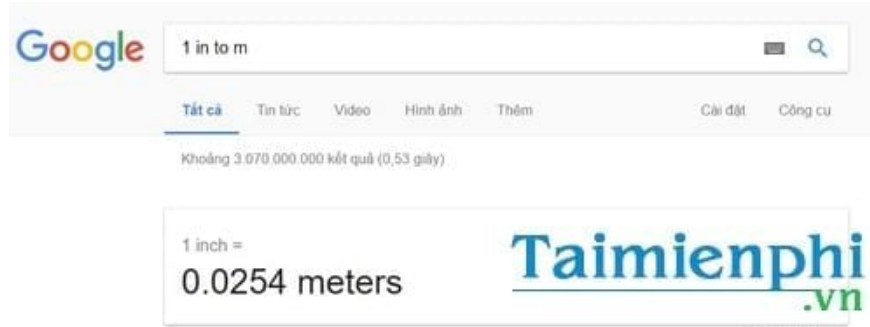 Google 1 in to m
Tất cả Tin tức Video Hình ảnh Thêm Cài đặt Công cụ
Khoảng 3.070.000.000 kết quả (0,53 giây)
1 inch =
0.0254 meters
Taimienphi
.vn